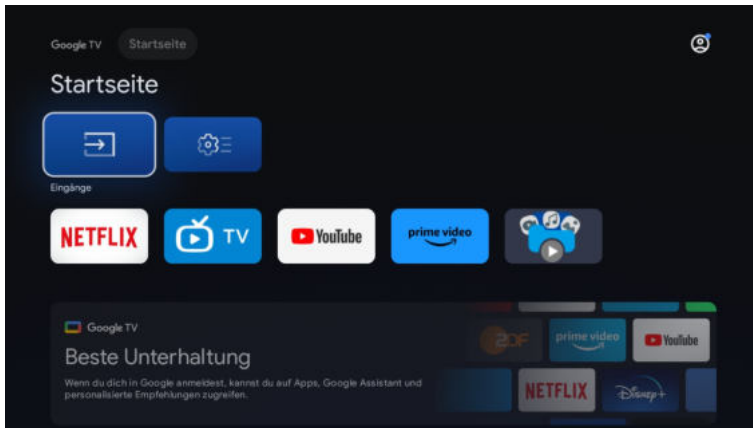 Google TV Startseite
Startseite
Eingänge
NETFLIX TV YouTube prime video
Google TV
Beste Unterhaltung
Wenn du dich in Google anmeldest, kannst du auf Apps, Google Assistant und
personalisierte Empfehlungen zugreifen.
ZDF prime video YouTube
NETFLIX Disney+